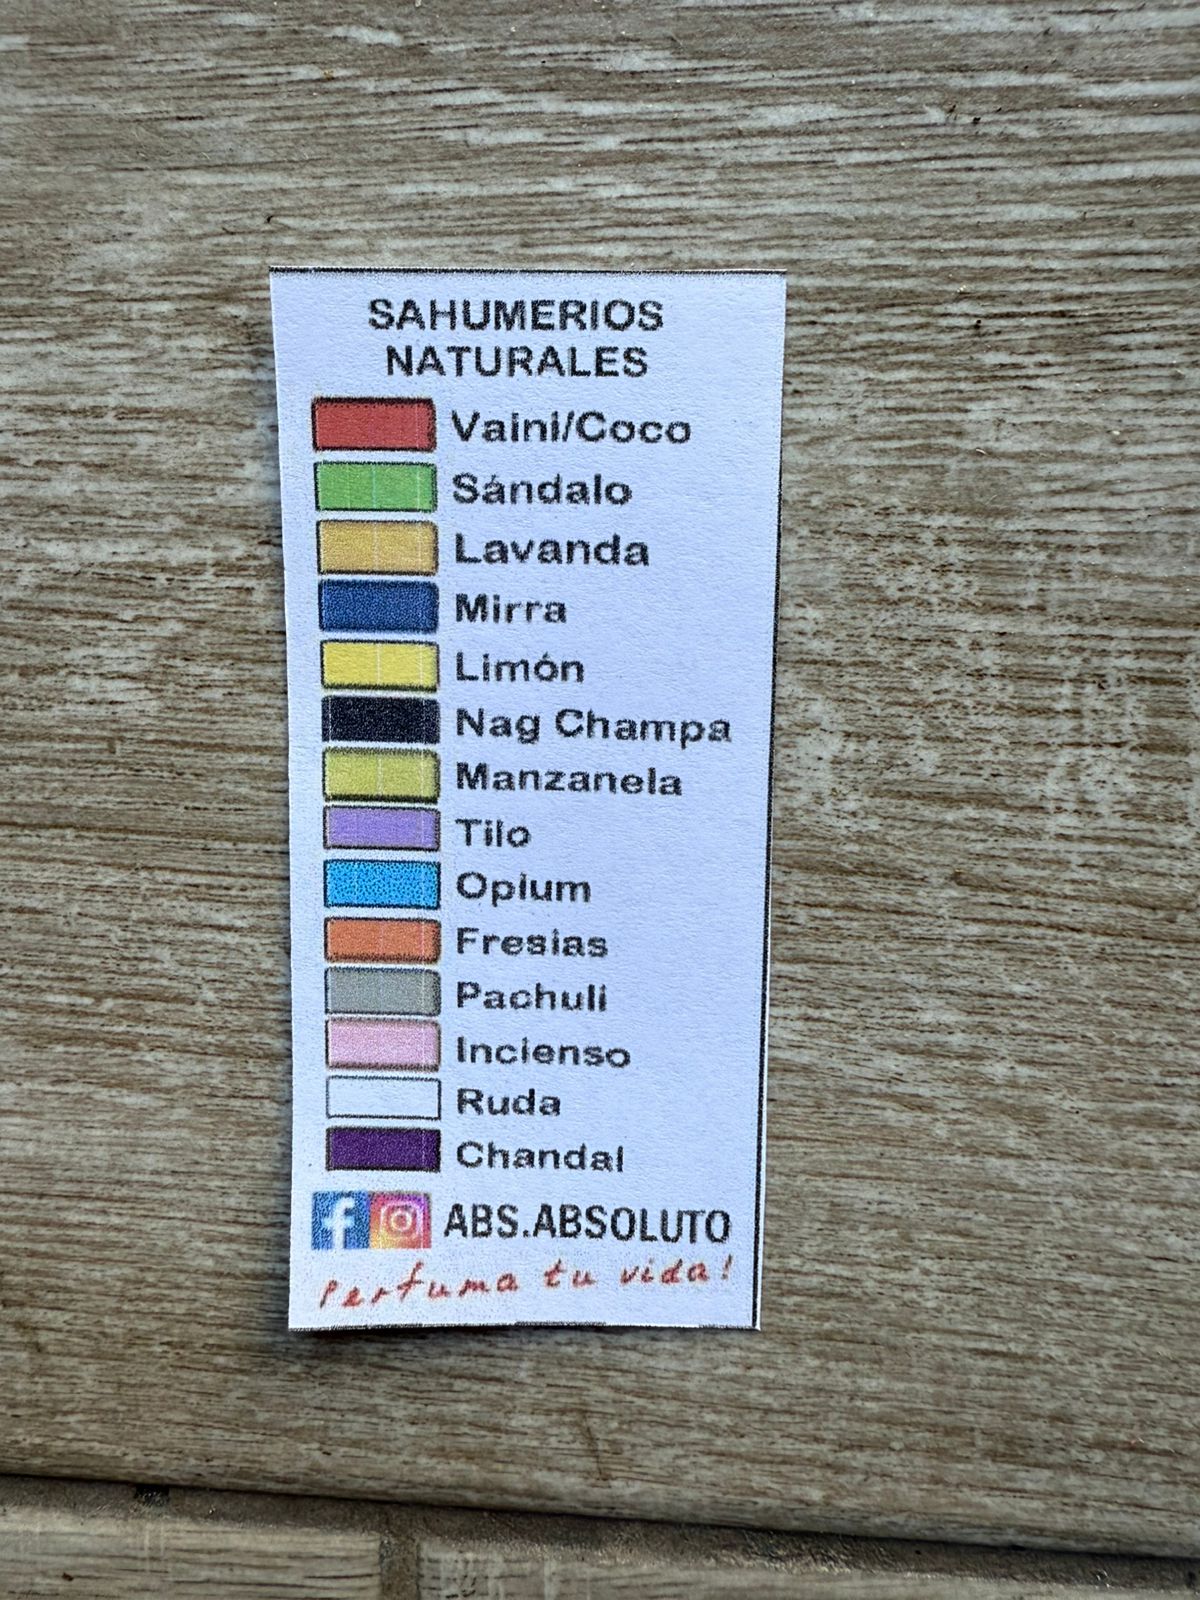 SAHUMERIOS
NATURALES
Vaini/Coco
Sándalo
Lavanda
Mirra
Limón
Nag Champa
Manzanela
Tilo
Opium
Fresias
Pachuli
Incienso
Ruda
Chandal
f ABS.ABSOLUTO
Perfuma tu vida!